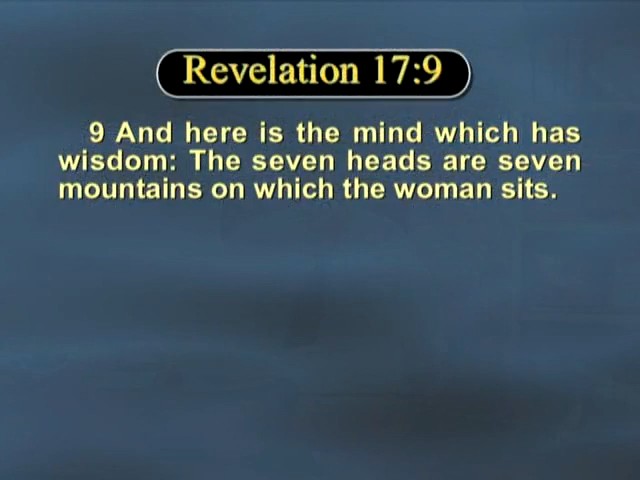 Revelation 17:9
9 And here is the mind which has
wisdom: The seven heads are seven
mountains on which the woman sits.